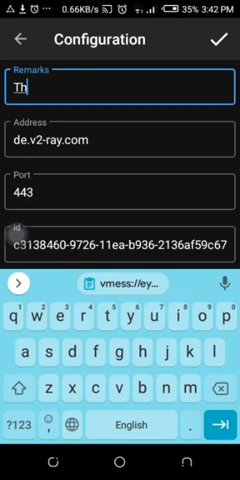 0.66KB/s 35% 3:42 PM
Configuration
Remarks
Th
Address
de.v2-ray.com
Port
443
id
c3138460-9726-11ea-b936-2136af59c67
vmess://ey...
q w e r t y u i o p
a s d f g h j k l
z x c v b n m
?123 , English .